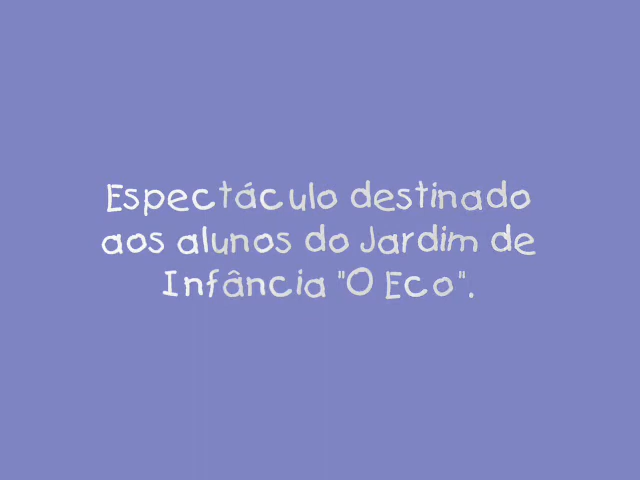 Espectáculo destinado
aos alunos do Jardim de
Infância "O Eco".